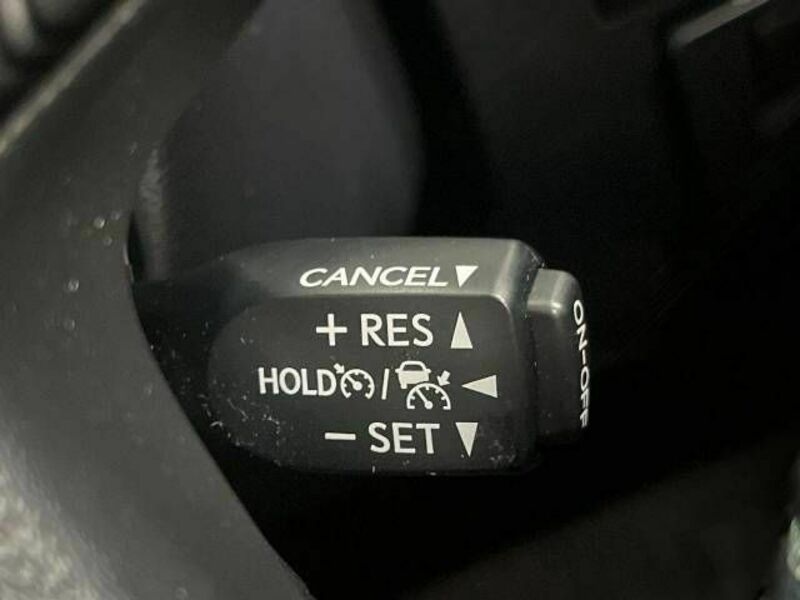 CANCEL▼
+ RES ▲
HOLD / ◀
− SET ▼
ON-OFF